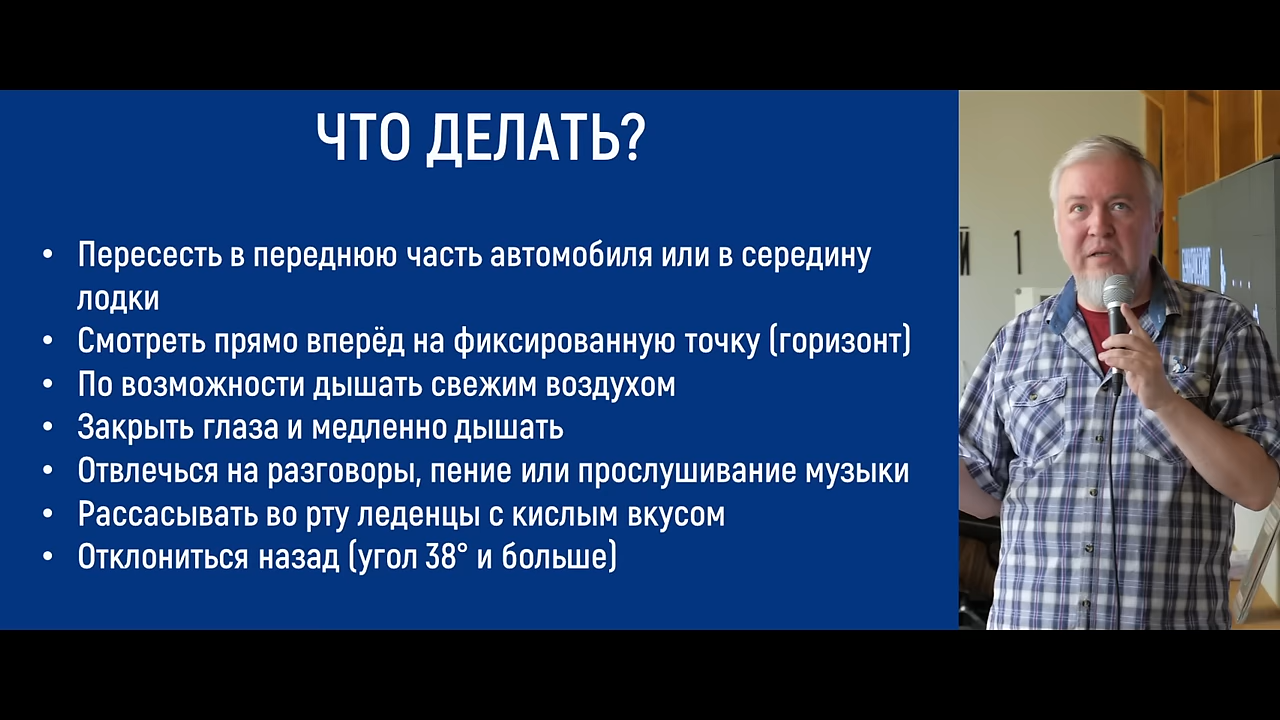 ЧТО ДЕЛАТЬ?
• Пересесть в переднюю часть автомобиля или в середину
лодки
• Смотреть прямо вперёд на фиксированную точку (горизонт)
• По возможности дышать свежим воздухом
• Закрыть глаза и медленно дышать
• Отвлечься на разговоры, пение или прослушивание музыки
• Рассасывать во рту леденцы с кислым вкусом
• Отклониться назад (угол 38° и больше)
Й 1